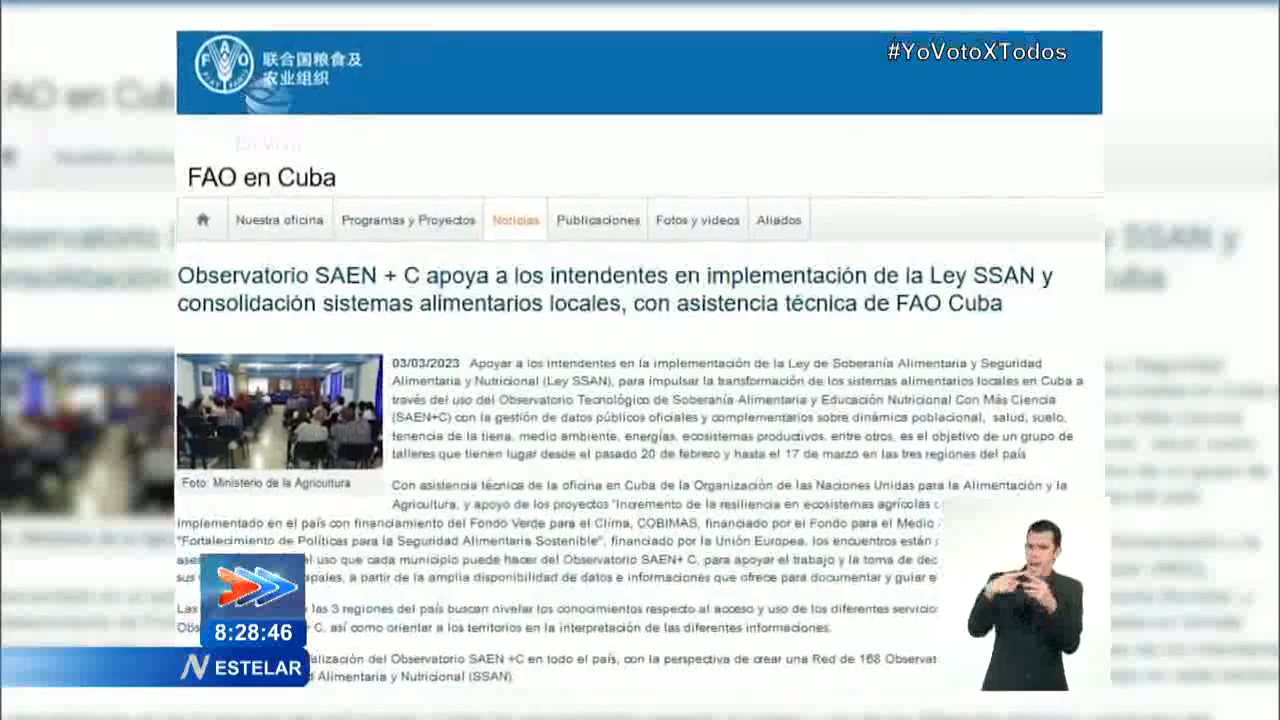 FAO
联合国粮食及
农业组织
#YoVotoXTodos
En Vivo
FAO en Cuba
Nuestra oficina
Programas y Proyectos
Noticias
Publicaciones
Fotos y videos
Aliados
Observatorio SAEN + C apoya a los intendentes en implementación de la Ley SSAN y
consolidación sistemas alimentarios locales, con asistencia técnica de FAO Cuba
03/03/2023 Apoyar a los intendentes en la implementación de la Ley de Soberanía Alimentaria y Seguridad
Alimentaria y Nutricional (Ley SSAN), para impulsar la transformación de los sistemas alimentarios locales en Cuba a
través del uso del Observatorio Tecnológico de Soberanía Alimentaria y Educación Nutricional Con Más Ciencia
(SAEN+C) con la gestión de datos públicos oficiales y complementarios sobre dinámica poblacional, salud, suelo,
tenencia de la tierra, medio ambiente, energías, ecosistemas productivos, entre otros, es el objetivo de un grupo de
talleres que tienen lugar desde el pasado 20 de febrero y hasta el 17 de marzo en las tres regiones del país
Foto: Ministerio de la Agricultura
Con asistencia técnica de la oficina en Cuba de la Organización de las Naciones Unidas para la Alimentación y la
Agricultura, y apoyo de los proyectos "Incremento de la resiliencia en ecosistemas agrícolas
implementado en el país con financiamiento del Fondo Verde para el Clima, COBIMAS, financiado por el Fondo para el Medio
"Fortalecimiento de Políticas para la Seguridad Alimentaria Sostenible", financiado por la Unión Europea, los encuentros están
el uso que cada municipio puede hacer del Observatorio SAEN+ C, para apoyar el trabajo y la toma de
sus a partir de la amplia disponibilidad de datos e informaciones que ofrece para documentar y guiar
las 3 regiones del país buscan nivelar los conocimientos respecto al acceso y uso de los diferentes
C, así como orientar a los territorios en la interpretación de las diferentes informaciones.
del Observatorio SAEN +C en todo el país, con la perspectiva de crear una Red de 168
Alimentaria y Nutricional (SSAN).
8:28:46
N ESTELAR